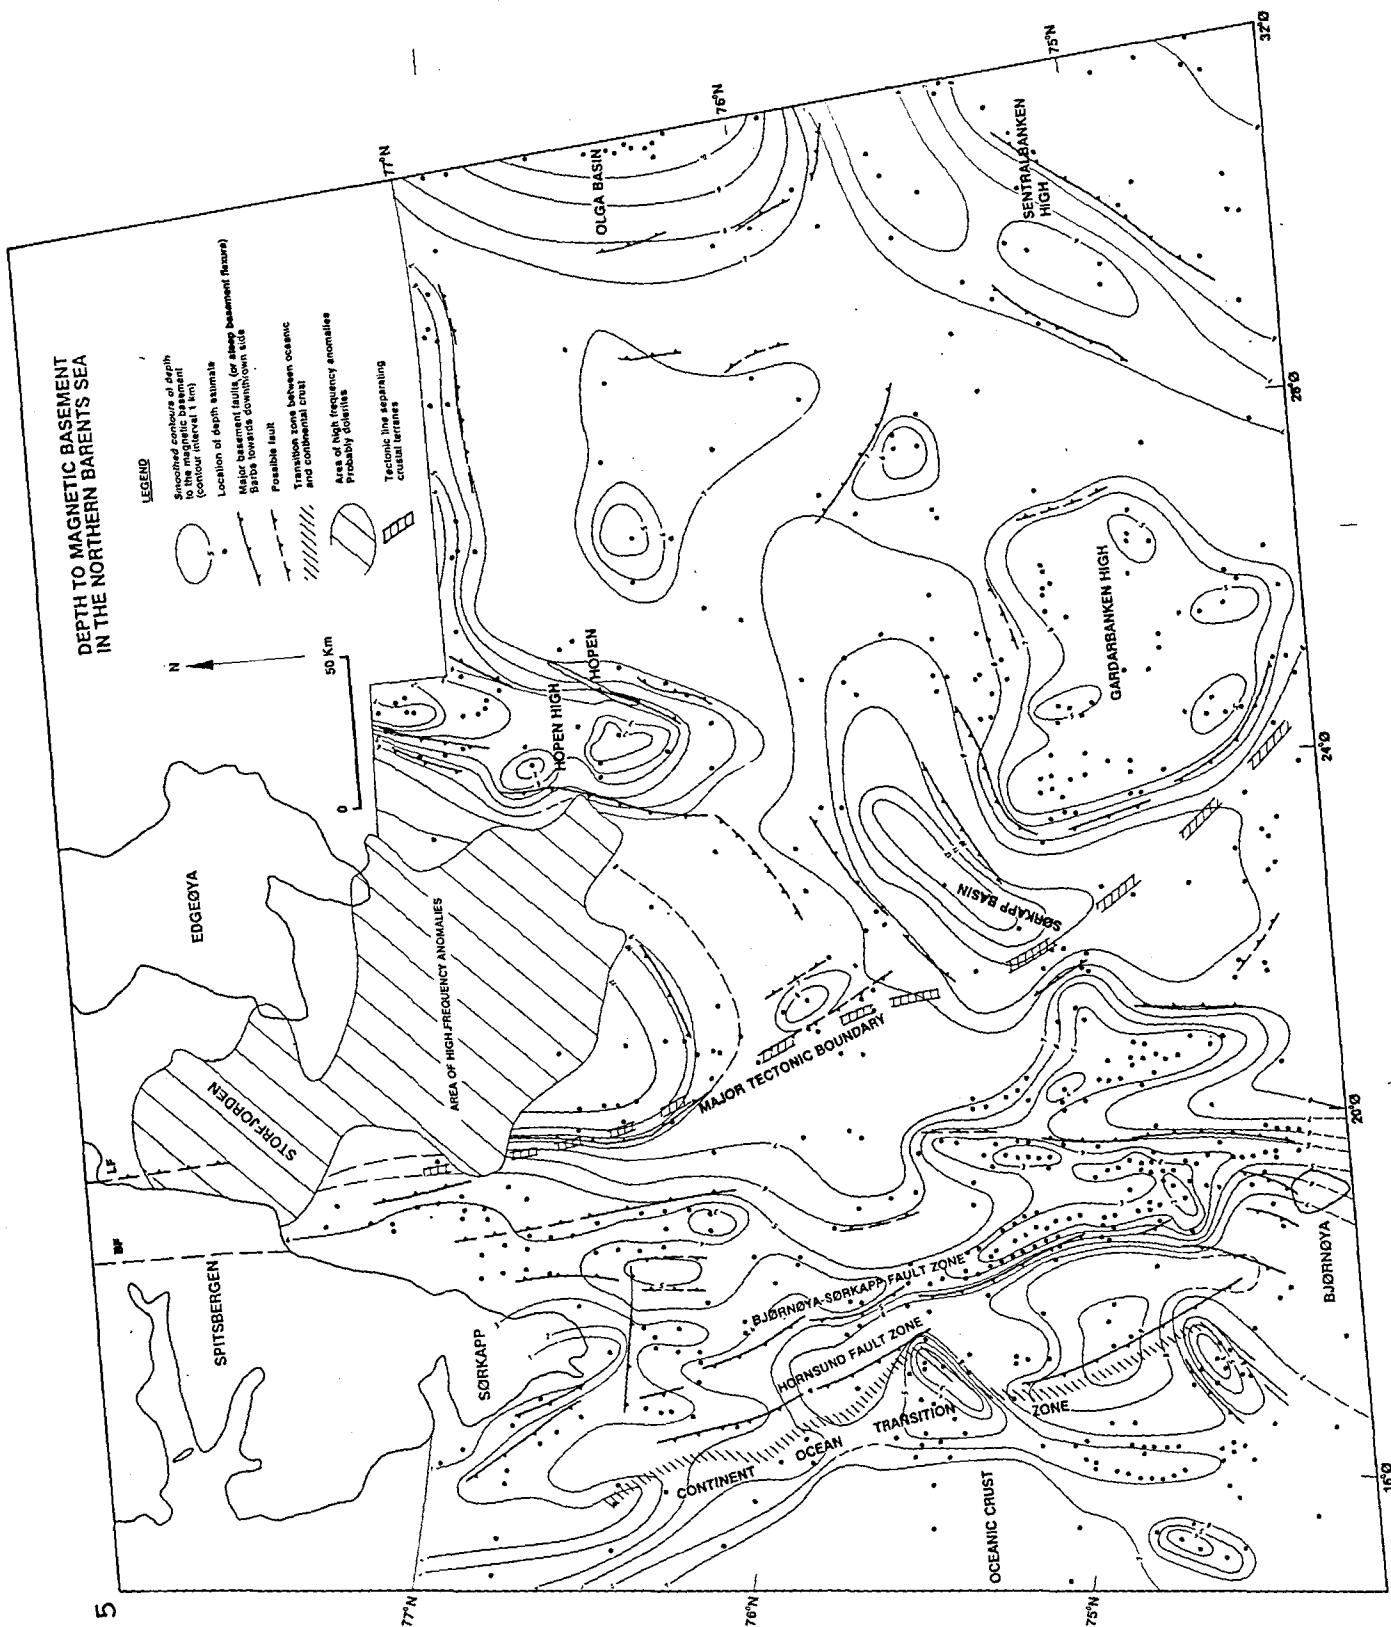 5
DEPTH TO MAGNETIC BASEMENT
IN THE NORTHERN BARENTS SEA
LEGEND
Smoothed contours of depth
to the magnetic basement
(contour interval 1 km)
Location of depth estimate
Major basement faults, (or steep basement flexure)
Barbs towards downthrown side
Possible fault
Transition zone between oceanic
and continental crust
Area of high frequency anomalies
Probably dolerites
Tectonic line separating
crustal terranes
N
0
50 Km
SPITSBERGEN
BF
LF
STORFJORDEN
EDGEØYA
SØRKAPP
AREA OF HIGH FREQUENCY ANOMALIES
HOPEN HIGH
HOPEN
OLGA BASIN
77°N
76°N
75°N
77°N
76°N
75°N
MAJOR TECTONIC BOUNDARY
SØRKAPP BASIN
GARDARBANKEN HIGH
SENTRALBANKEN
HIGH
BJØRNØYA-SØRKAPP FAULT ZONE
HORNSUND FAULT ZONE
CONTINENT
OCEAN
TRANSITION
ZONE
OCEANIC CRUST
BJØRNØYA
16°Ø
20°Ø
24°Ø
28°Ø
32°Ø